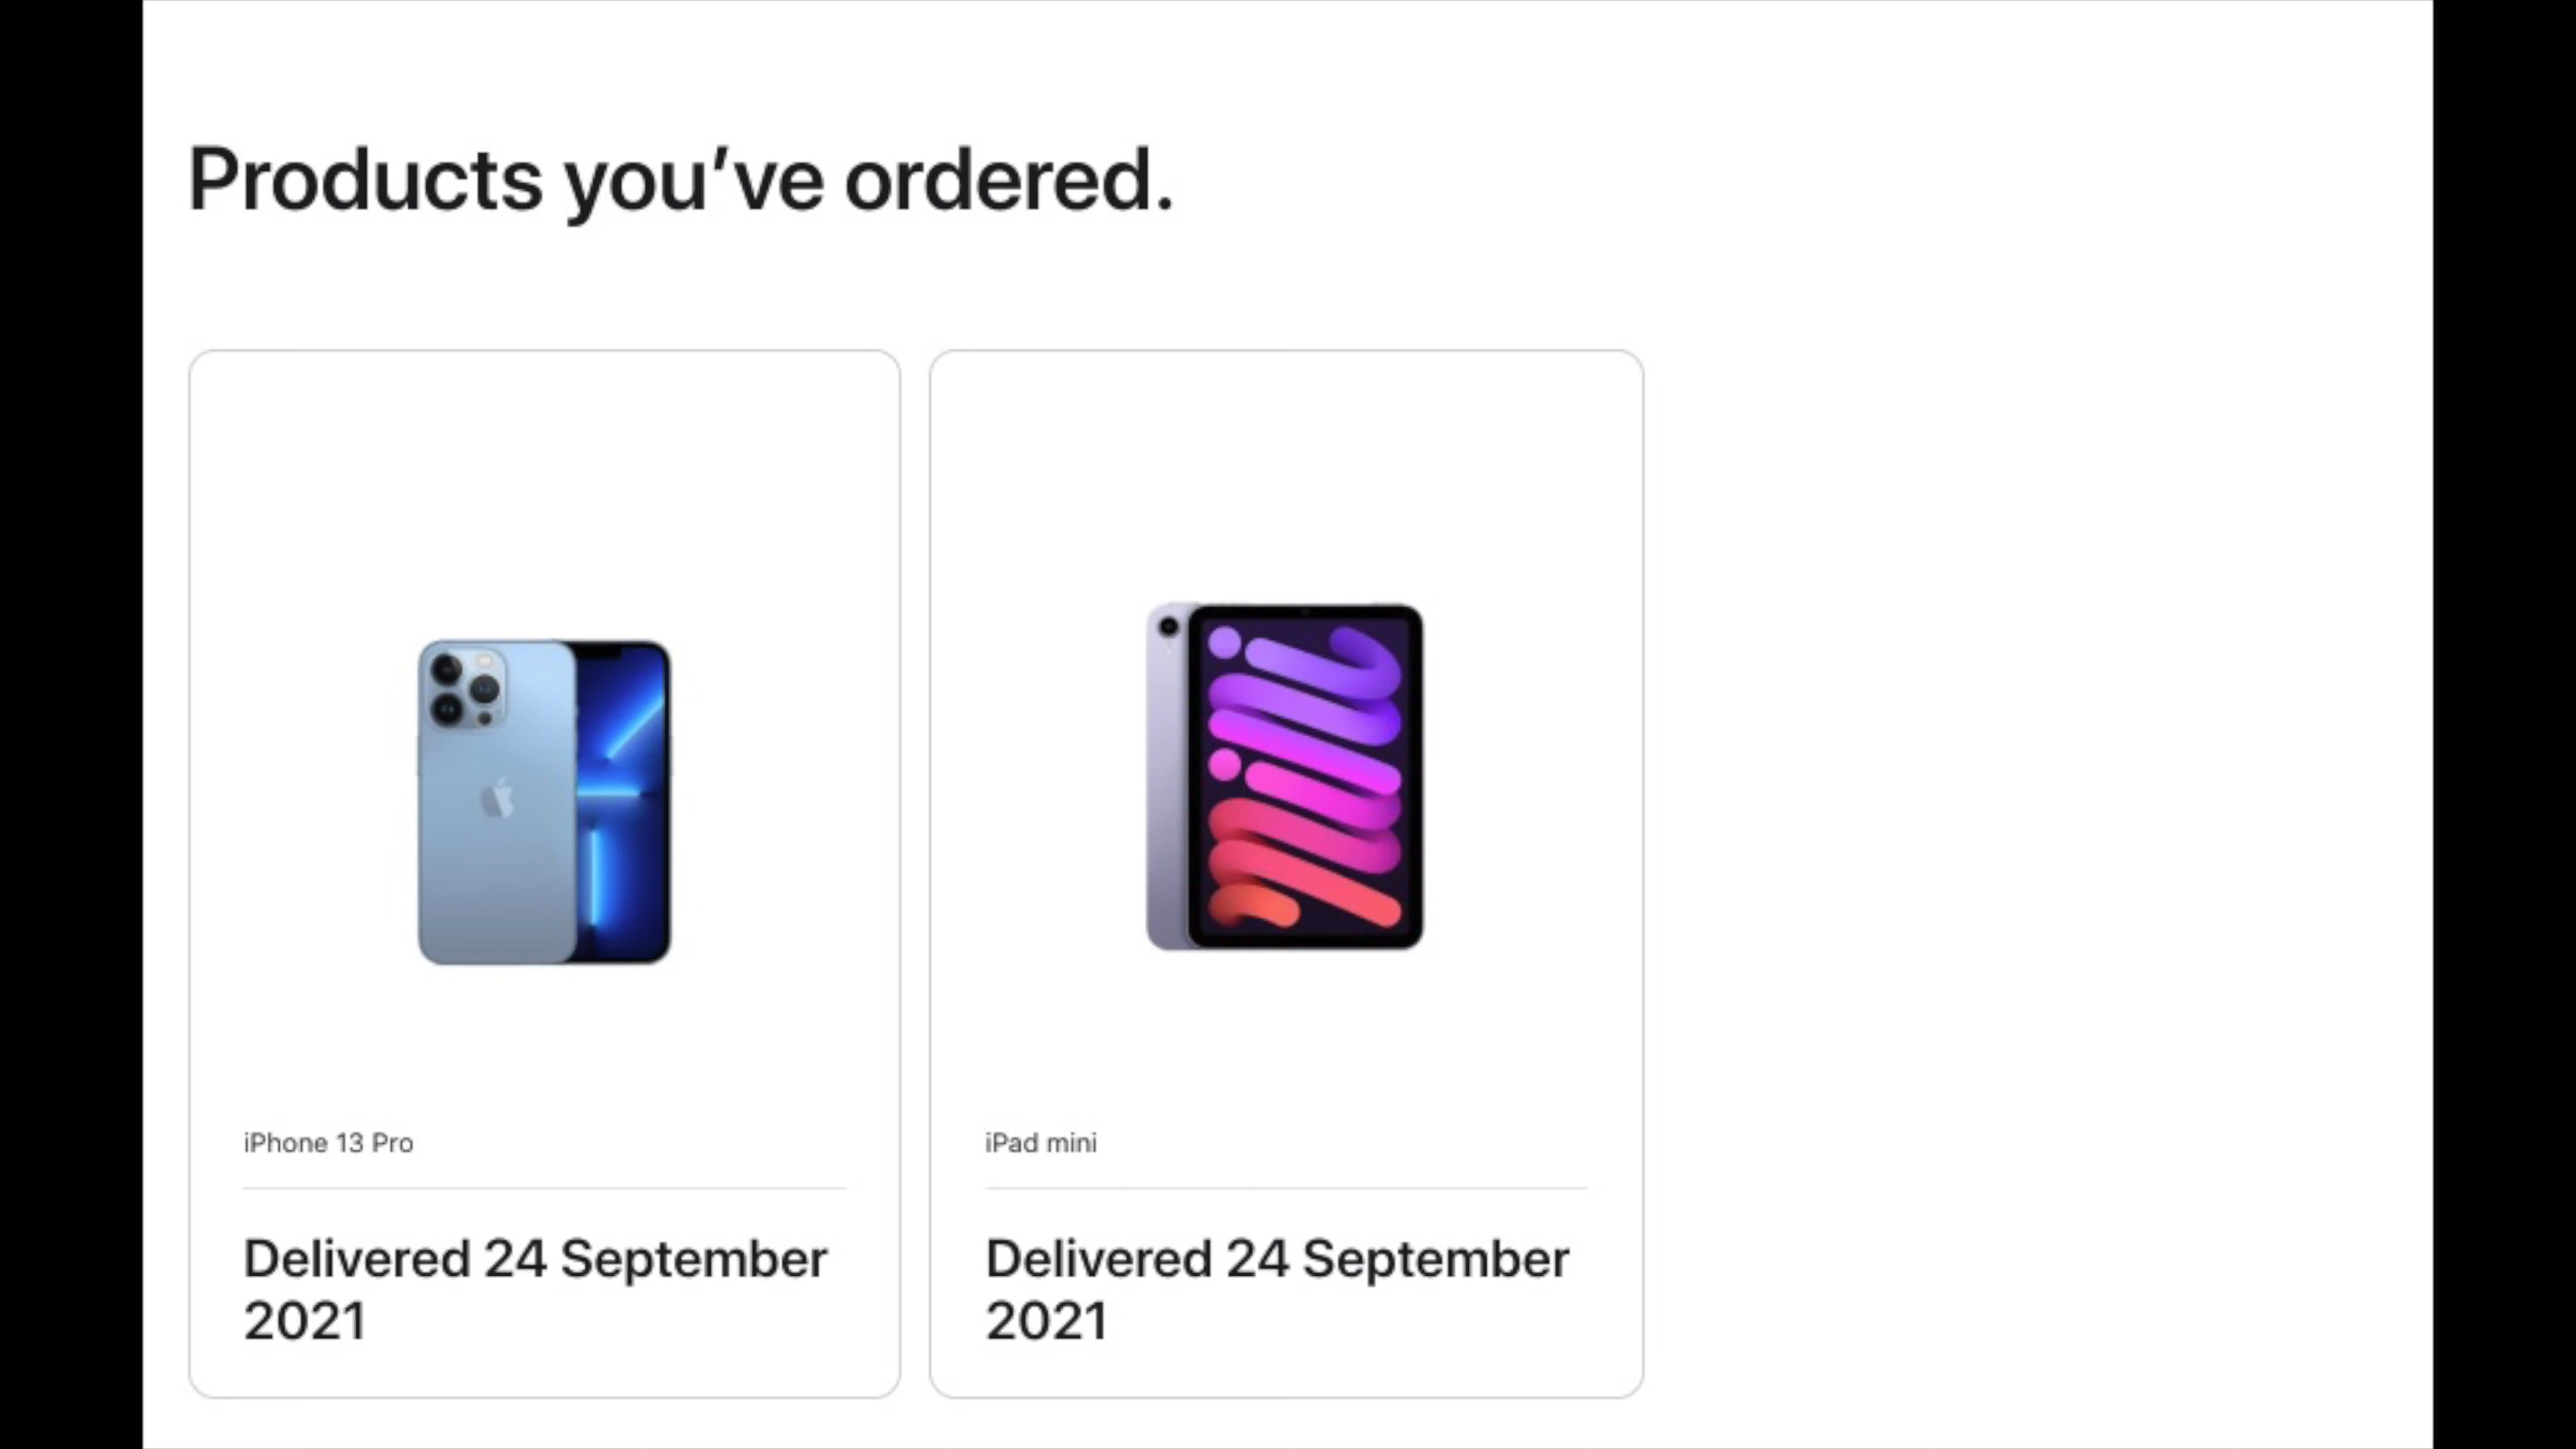 Products you’ve ordered.
iPhone 13 Pro
Delivered 24 September
2021
iPad mini
Delivered 24 September
2021